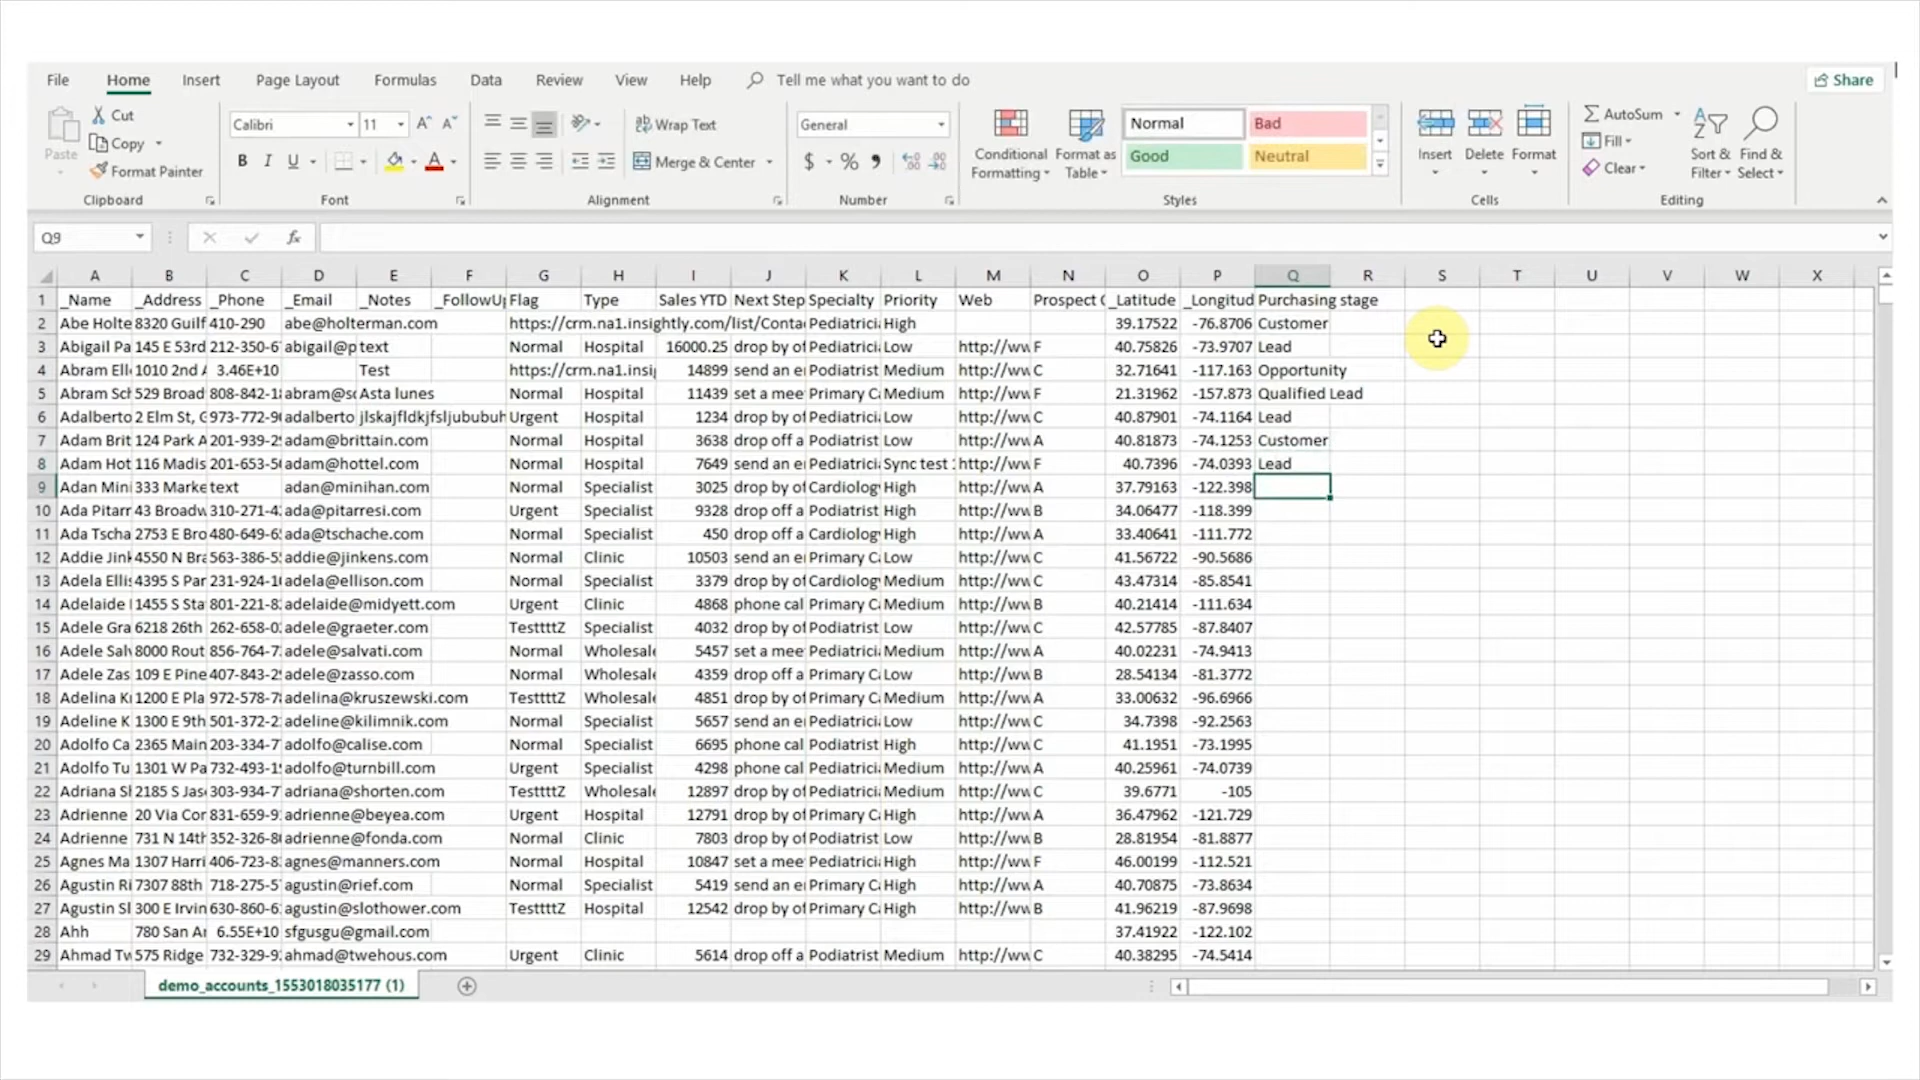 File Home Insert Page Layout Formulas Data Review View Help Tell me what you want to do Share
Cut Calibri 11 Wrap Text General Normal Bad AutoSum
Copy Good Neutral Fill
Paste Format Painter Merge & Center Conditional Formatting Format as Table Insert Delete Format Clear Sort & Filter Find & Select
Clipboard Font Alignment Number Styles Cells Editing
Q9 fx
A B C D E F G H I J K L M N O P Q R S T U V W X
1 _Name _Address _Phone _Email _Notes _FollowU Flag Type Sales YTD Next Step Specialty Priority Web Prospect _Latitude _Longitud Purchasing stage
2 Abe Holte 8320 Guilf 410-290 abe@holterman.com https://crm.na1.insightly.com/list/Conta Pediatrici High 39.17522 -76.8706 Customer
3 Abigail Pa 145 E 53rd 212-350-6 abigail@p text Normal Hospital 16000.25 drop by of Pediatrici Low http://ww F 40.75826 -73.9707 Lead
4 Abram Ell 1010 2nd A 3.46E+10 Test https://crm.na1.insi 14899 send an e Podiatrist Medium http://ww C 32.71641 -117.163 Opportunity
5 Abram Sch 529 Broad 808-842-1 abram@sc Asta lunes Normal Hospital 11439 set a mee Primary C Medium http://ww C 21.31962 -157.873 Qualified Lead
6 Adalberto 2 Elm St, G 973-772-9 adalberto jlskajfldkjfsljububuh Urgent Hospital 1234 drop by of Pediatrici Low http://ww C 40.87901 -74.1164 Lead
7 Adam Brit 124 Park A 201-939-2 adam@brittain.com Normal Hospital 3638 drop off a Podiatrist Low http://ww A 40.81873 -74.1253 Customer
8 Adam Hot 116 Madis 201-653-5 adam@hottel.com Normal Hospital 7649 send an e Pediatrici Sync test http://ww F 40.7396 -74.0393 Lead
9 Adan Mini 333 Marke text adan@minihan.com Normal Specialist 3025 drop by of Cardiolog High http://ww A 37.79163 -122.398
10 Ada Pitarr 43 Broadw 310-271-4 ada@pitarresi.com Urgent Specialist 9328 drop off a Podiatrist High http://ww B 34.06477 -118.399
11 Ada Tscha 2753 E Bro 480-649-6 ada@tschache.com Normal Specialist 450 drop off a Cardiolog High http://ww A 33.40641 -111.772
12 Addie Jink 4550 N Bra 563-386-5 addie@jinkens.com Normal Clinic 10503 send an e Primary C Low http://ww C 41.56722 -90.5686
13 Adela Ellis 4395 S Par 231-924-1 adela@ellison.com Normal Specialist 3379 drop by of Cardiolog Medium http://ww C 43.47314 -85.8541
14 Adelaide 1455 S Sta 801-221-8 adelaide@midyett.com Urgent Clinic 4868 phone cal Primary C Medium http://ww B 40.21414 -111.634
15 Adele Gra 6218 26th 262-658-0 adele@graeter.com TesttttZ Specialist 4032 drop by of Podiatrist Low http://ww C 42.57785 -87.8407
16 Adele Salv 8000 Rout 856-764-7 adele@salvati.com Normal Wholesale 5457 set a mee Primary C Medium http://ww A 40.02231 -74.9413
17 Adele Zas 109 E Pine 407-843-2 adele@zasso.com Normal Wholesale 4359 drop off a Primary C Low http://ww B 28.54134 -81.3772
18 Adelina K 1200 E Pla 972-578-7 adelina@kruszewski.com TesttttZ Wholesale 4851 drop by of Primary C Medium http://ww A 33.00632 -96.6966
19 Adeline K 1300 E 9th 501-372-2 adeline@kilimnik.com Normal Specialist 5657 send an e Pediatrici Low http://ww C 34.7398 -92.2563
20 Adolfo Ca 2365 Main 203-334-7 adolfo@calise.com Normal Specialist 6695 phone cal Podiatrist High http://ww C 41.1951 -73.1995
21 Adolfo Tu 1301 W Pa 732-493-1 adolfo@turnbill.com Urgent Specialist 4298 phone cal Pediatrici Medium http://ww A 40.25961 -74.0739
22 Adriana Sh 2185 S Jas 303-934-7 adriana@shorten.com TesttttZ Wholesale 12897 drop by of Pediatrici Medium http://ww C 39.6771 -105
23 Adrienne 20 Via Cor 831-659-9 adrienne@beyea.com Urgent Hospital 12791 drop by of Primary C High http://ww A 36.47962 -121.729
24 Adrienne 731 N 14th 352-326-8 adrienne@fonda.com Normal Clinic 7803 drop by of Podiatrist Low http://ww B 28.81954 -81.8877
25 Agnes Ma 1307 Harri 406-723-8 agnes@manners.com Normal Hospital 10847 set a mee Pediatrici High http://ww F 46.00199 -112.521
26 Agustin Ri 7307 88th 718-275-5 agustin@rief.com Normal Specialist 5419 send an e Primary C High http://ww A 40.70875 -73.8634
27 Agustin Sl 300 E Irvin 630-860-6 agustin@slothower.com TesttttZ Hospital 12542 drop by of Primary C High http://ww B 41.96219 -87.9698
28 Ahh 780 San Ar 6.55E+10 sfgusgu@gmail.com 37.41922 -122.102
29 Ahmad Tw 575 Ridge 732-329-9 ahmad@twehous.com Urgent Clinic 5614 drop off a Podiatrist Medium http://ww C 40.38295 -74.5414
demo_accounts_1553018035177 (1)